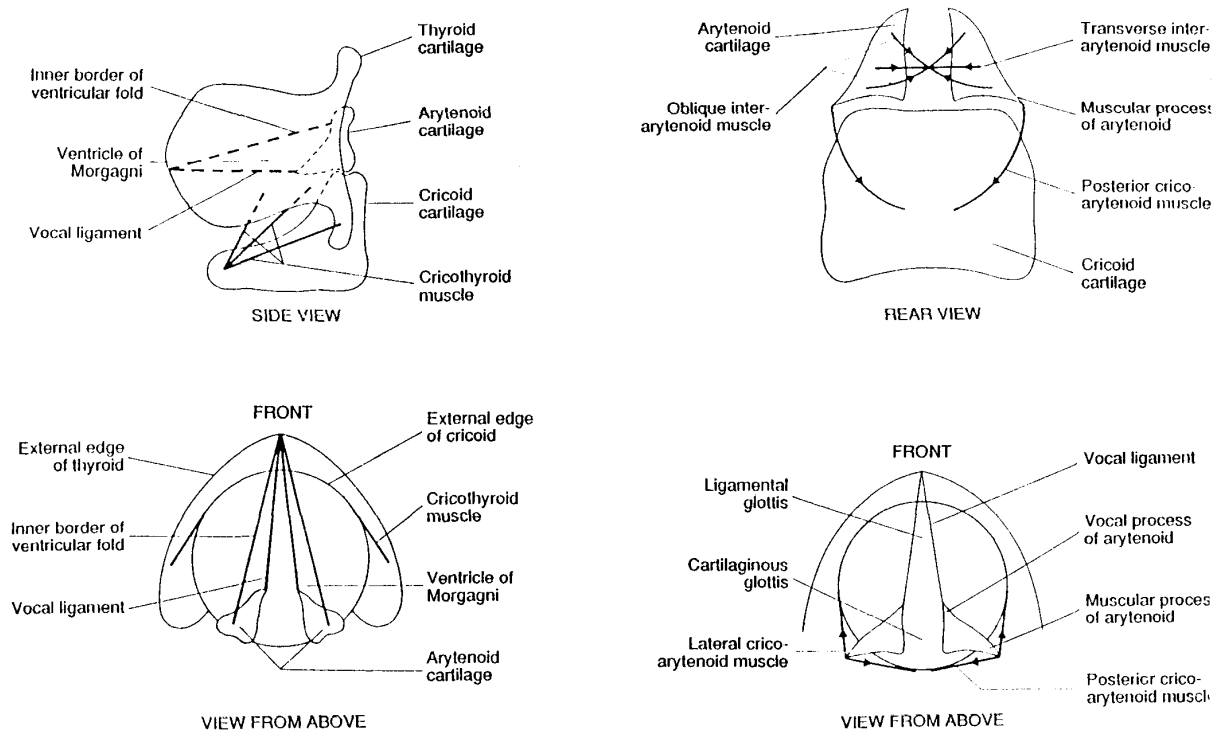 Thyroid
cartilage
Inner border of
ventricular fold
Arytenoid
cartilage
Ventricle of
Morgagni
Cricoid
cartilage
Vocal ligament
Cricothyroid
muscle
SIDE VIEW
Arytenoid
cartilage
Transverse inter-
arytenoid muscle
Oblique inter-
arytenoid muscle
Muscular process
of arytenoid
Posterior crico-
arytenoid muscle
Cricoid
cartilage
REAR VIEW
FRONT
External edge
of thyroid
External edge
of cricoid
Cricothyroid
muscle
Inner border of
ventricular fold
Ventricle of
Morgagni
Vocal ligament
Arytenoid
cartilage
VIEW FROM ABOVE
FRONT
Vocal ligament
Ligamental
glottis
Vocal process
of arytenoid
Cartilaginous
glottis
Muscular process
of arytenoid
Lateral crico-
arytenoid muscle
Posterior crico-
arytenoid muscle
VIEW FROM ABOVE